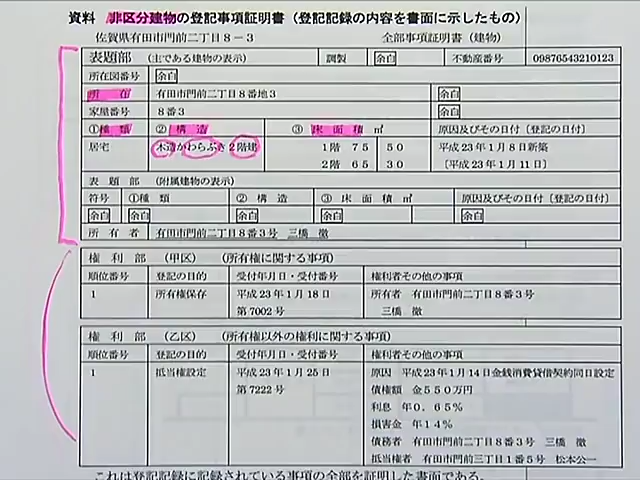 資料 非区分建物の登記事項証明書（登記記録の内容を書面に示したもの）
佐賀県有田市門前二丁目8－3 全部事項証明書（建物）
表題部（主である建物の表示） 調製 余白 不動産番号 09876543210123
所在図番号 余白
所在 有田市門前二丁目8番地3 余白
家屋番号 8番3 余白
①種類 ②構造 ③床面積㎡ 原因及びその日付〔登記の日付〕
居宅 木造かわらぶき2階建 1階 75 50 平成23年1月8日新築
2階 65 30 〔平成23年1月11日〕
表題部（附属建物の表示）
符号 ①種類 ②構造 ③床面積㎡ 原因及びその日付〔登記の日付〕
余白 余白 余白 余白 余白
所有者 有田市門前二丁目8番3号 三橋 徹
権利部（甲区）（所有権に関する事項）
順位番号 登記の目的 受付年月日・受付番号 権利者その他の事項
1 所有権保存 平成23年1月18日 所有者 有田市門前二丁目8番3号
第7002号 三橋 徹
権利部（乙区）（所有権以外の権利に関する事項）
順位番号 登記の目的 受付年月日・受付番号 権利者その他の事項
1 抵当権設定 平成23年1月25日 原因 平成23年1月14日金銭消費貸借契約同日設定
第7222号 債権額 金550万円
利息 年0．65％
損害金 年14％
債務者 有田市門前二丁目8番3号 三橋 徹
抵当権者 有田市門前三丁目1番5号 松本公一
これは登記記録に記録されている事項の全部を証明した書面である。